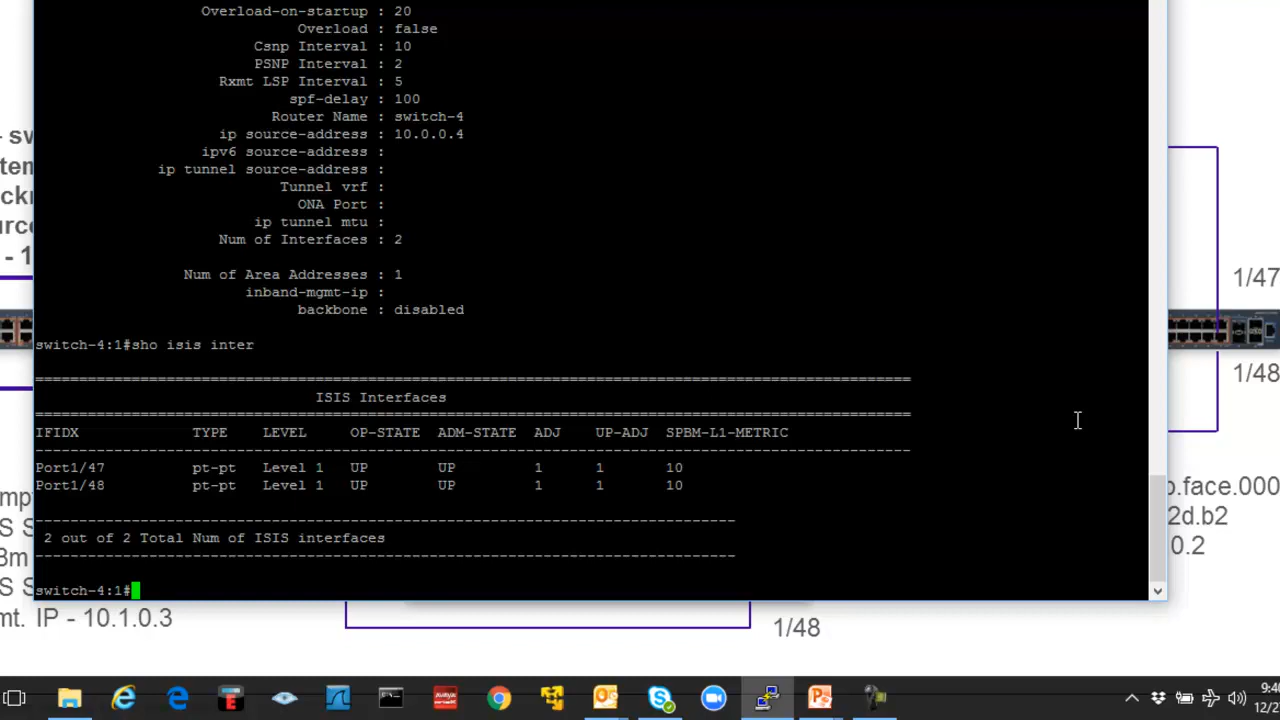 Overload-on-startup : 20
Overload : false
Csnp Interval : 10
PSNP Interval : 2
Rxmt LSP Interval : 5
spf-delay : 100
Router Name : switch-4
ip source-address : 10.0.0.4
ipv6 source-address :
ip tunnel source-address :
Tunnel vrf :
ONA Port :
ip tunnel mtu :
Num of Interfaces : 2
Num of Area Addresses : 1
inband-mgmt-ip :
backbone : disabled
switch-4:1#sho isis inter
================================================================================
ISIS Interfaces
================================================================================
IFIDX TYPE LEVEL OP-STATE ADM-STATE ADJ UP-ADJ SPBM-L1-METRIC
--------------------------------------------------------------------------------
Port1/47 pt-pt Level 1 UP UP 1 1 10
Port1/48 pt-pt Level 1 UP UP 1 1 10
--------------------------------------------------------------------------------
2 out of 2 Total Num of ISIS interfaces
--------------------------------------------------------------------------------
switch-4:1#
1/47
1/48
.face.000
2d.b2
0.2
mt. IP - 10.1.0.3
1/48
9:40
12/2